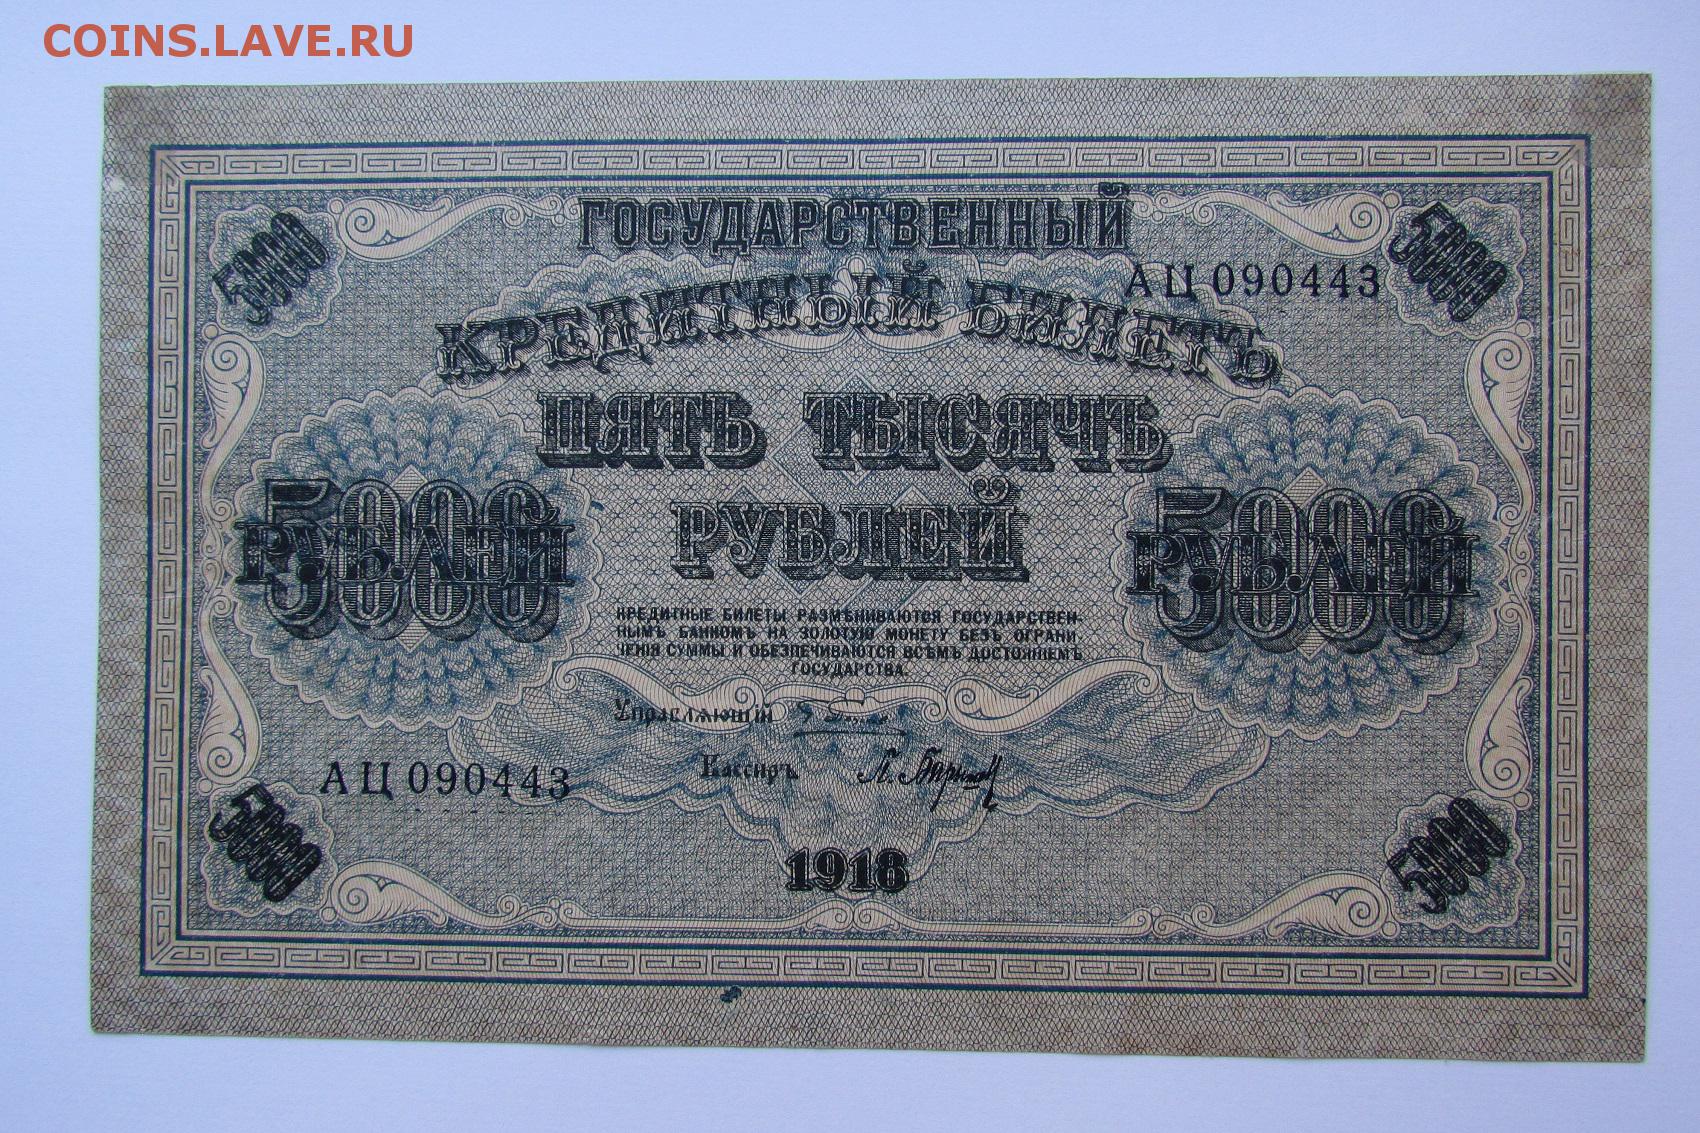 COINS.LAVE.RU
ГОСУДАРСТВЕННЫЙ
5000
5000
АЦ 090443
КРЕДИТНЫЙ БИЛЕТЪ
ПЯТЬ ТЫСЯЧЪ
РУБЛЕЙ
5000
РУБЛЕЙ
5000
РУБЛЕЙ
КРЕДИТНЫЕ БИЛЕТЫ РАЗМѢНИВАЮТСЯ ГОСУДАРСТВЕН-
НЫМЪ БАНКОМЪ НА ЗОЛОТУЮ МОНЕТУ БЕЗЪ ОГРАНИ-
ЧЕНІЯ СУММЫ И ОБЕЗПЕЧИВАЮТСЯ ВСѢМЪ ДОСТОЯНІЕМЪ
ГОСУДАРСТВА.
Управляющій
Кассиръ
АЦ 090443
5000
5000
1918